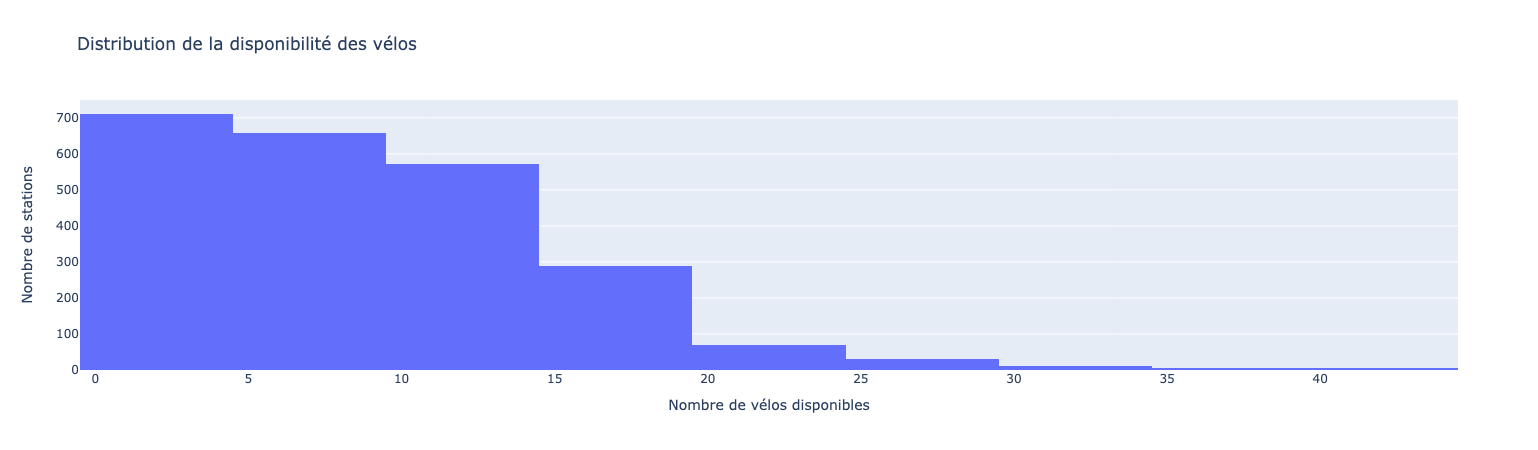 Distribution de la disponibilité des vélos
Nombre de stations
700
600
500
400
300
200
100
0
0 5 10 15 20 25 30 35 40
Nombre de vélos disponibles